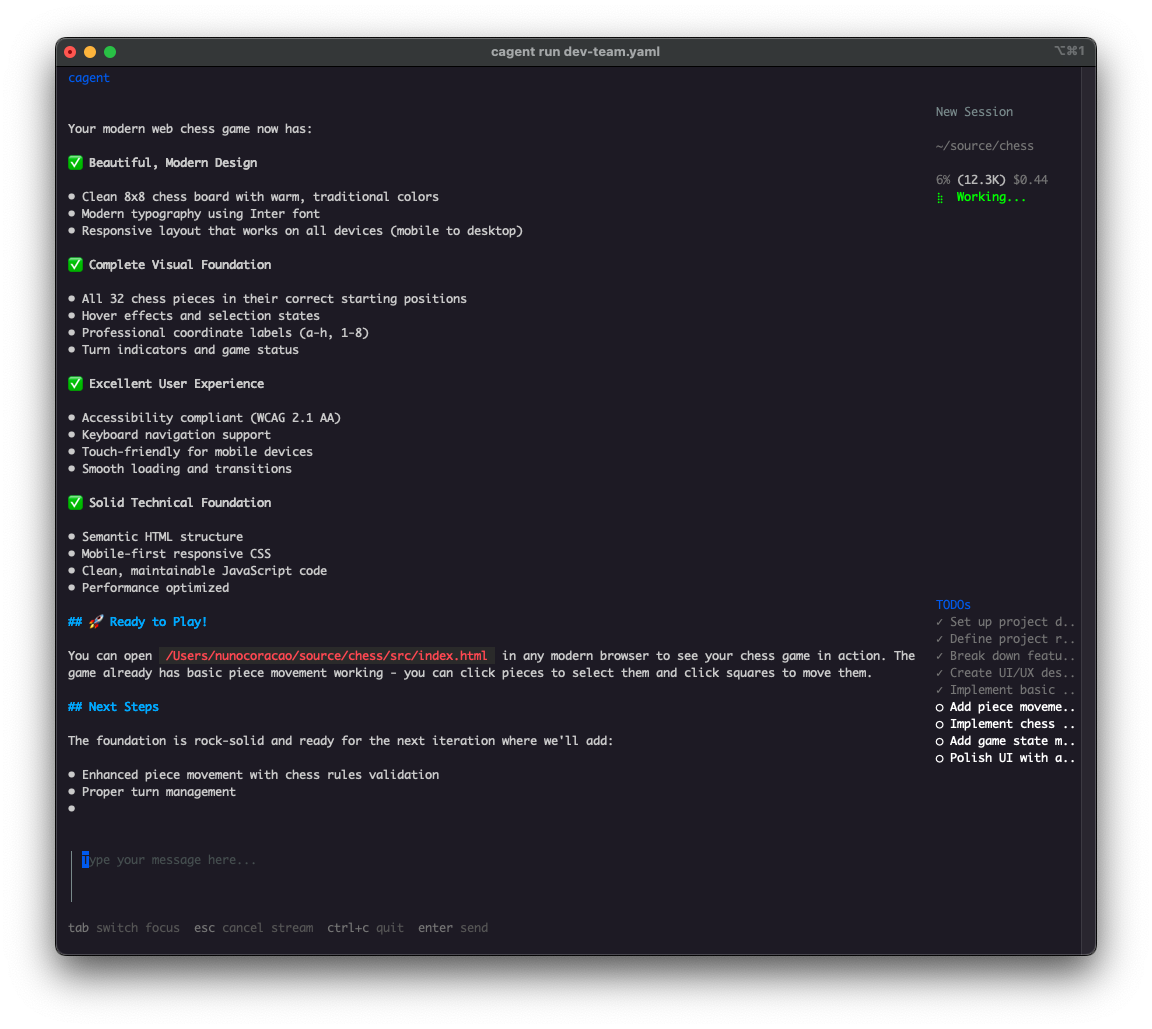 cagent run dev-team.yaml
⌥⌘1
cagent
Your modern web chess game now has:
✅ Beautiful, Modern Design
• Clean 8x8 chess board with warm, traditional colors
• Modern typography using Inter font
• Responsive layout that works on all devices (mobile to desktop)
✅ Complete Visual Foundation
• All 32 chess pieces in their correct starting positions
• Hover effects and selection states
• Professional coordinate labels (a-h, 1-8)
• Turn indicators and game status
✅ Excellent User Experience
• Accessibility compliant (WCAG 2.1 AA)
• Keyboard navigation support
• Touch-friendly for mobile devices
• Smooth loading and transitions
✅ Solid Technical Foundation
• Semantic HTML structure
• Mobile-first responsive CSS
• Clean, maintainable JavaScript code
• Performance optimized
## 🚀 Ready to Play!
You can open /Users/nunocoracao/source/chess/src/index.html in any modern browser to see your chess game in action. The
game already has basic piece movement working - you can click pieces to select them and click squares to move them.
## Next Steps
The foundation is rock-solid and ready for the next iteration where we'll add:
• Enhanced piece movement with chess rules validation
• Proper turn management
•
Type your message here...
tab switch focus  esc cancel stream  ctrl+c quit  enter send
New Session
~/source/chess
6% (12.3K) $0.44
Working...
TODOs
✓ Set up project d..
✓ Define project r..
✓ Break down featu..
✓ Create UI/UX des..
✓ Implement basic ..
○ Add piece moveme..
○ Implement chess ..
○ Add game state m..
○ Polish UI with a..